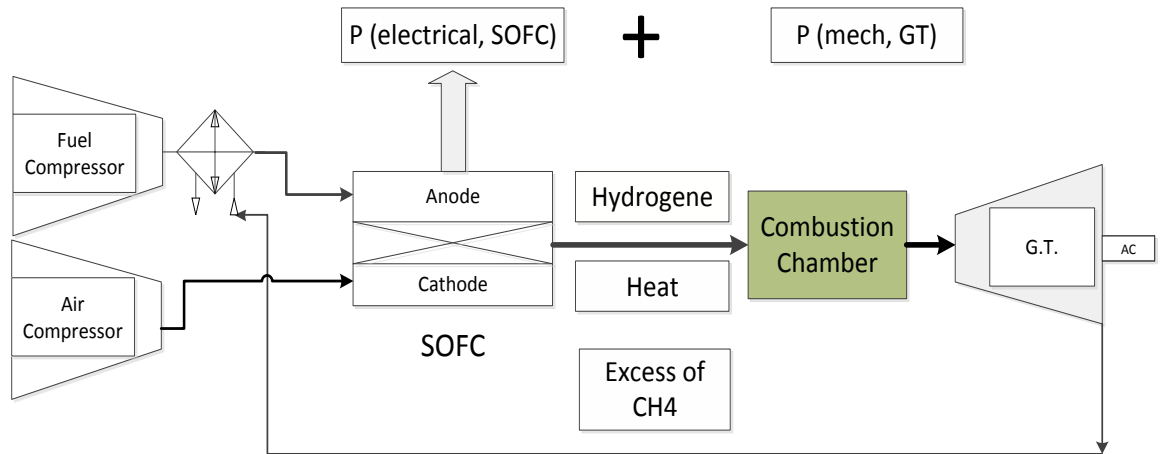 P (electrical, SOFC)
+
P (mech, GT)
Fuel
Compressor
Anode
Cathode
SOFC
Air
Compressor
Hydrogene
Heat
Excess of
CH4
Combustion
Chamber
G.T.
AC